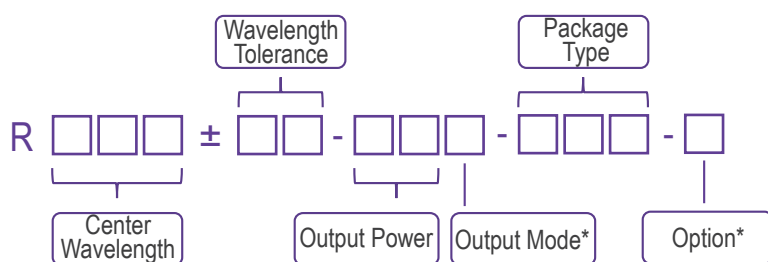 Wavelength
Tolerance
Package
Type
R □□□ ± □□ - □□□ - □□□ - □
Center
Wavelength
Output Power
Output Mode*
Option*